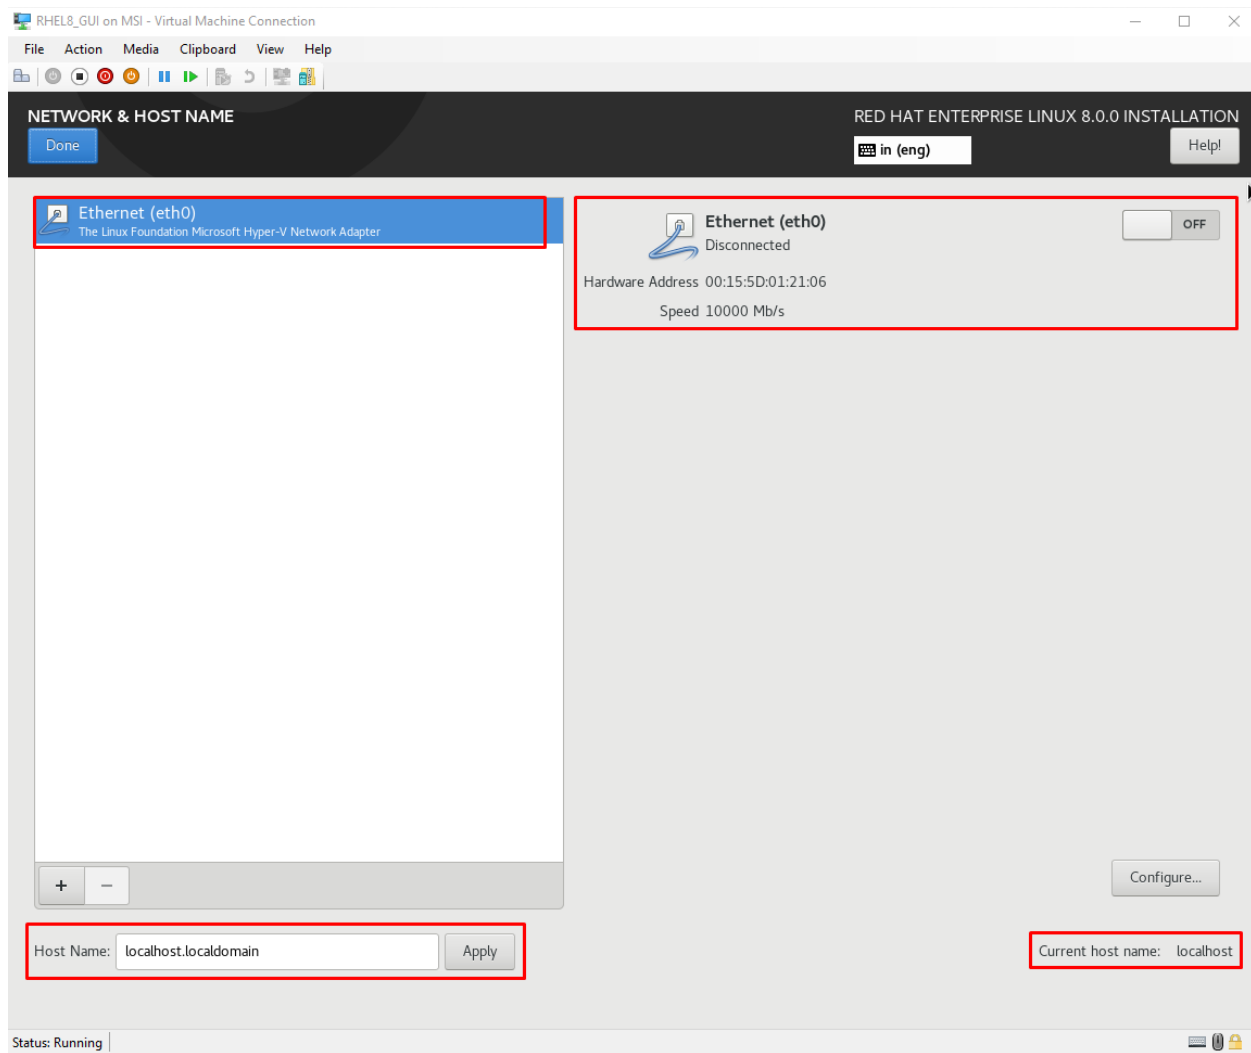 RHEL8_GUI on MSI - Virtual Machine Connection
File Action Media Clipboard View Help
NETWORK & HOST NAME
RED HAT ENTERPRISE LINUX 8.0.0 INSTALLATION
Done
in (eng)
Help!
Ethernet (eth0)
The Linux Foundation Microsoft Hyper-V Network Adapter
Ethernet (eth0)
Disconnected
OFF
Hardware Address 00:15:5D:01:21:06
Speed 10000 Mb/s
+ −
Configure...
Host Name: localhost.localdomain Apply
Current host name: localhost
Status: Running